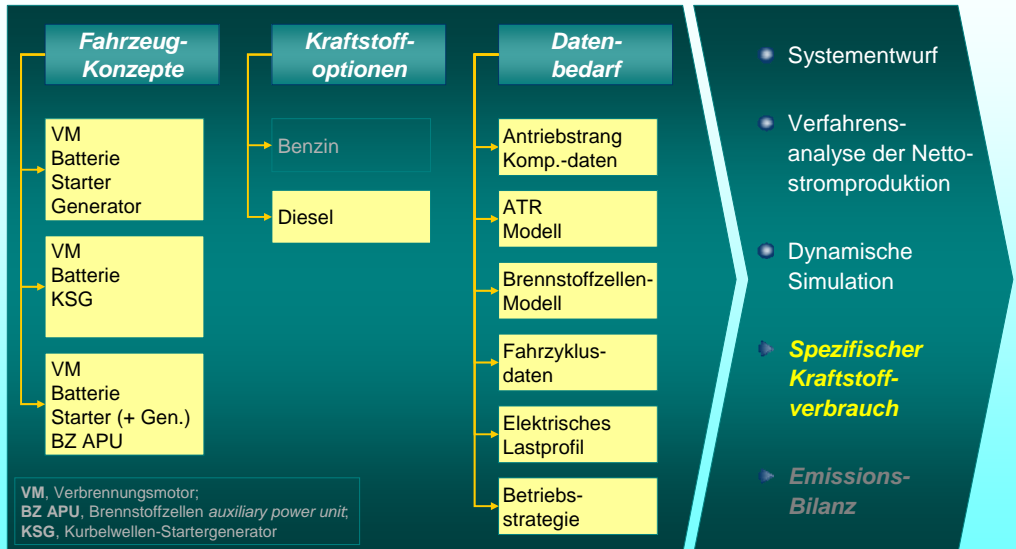 Fahrzeug-
Konzepte
VM
Batterie
Starter
Generator
VM
Batterie
KSG
VM
Batterie
Starter (+ Gen.)
BZ APU
VM, Verbrennungsmotor;
BZ APU, Brennstoffzellen auxiliary power unit;
KSG, Kurbelwellen-Startergenerator
Kraftstoff-
optionen
Benzin
Diesel
Daten-
bedarf
Antriebstrang
Komp.-daten
ATR
Modell
Brennstoffzellen-
Modell
Fahrzyklus-
daten
Elektrisches
Lastprofil
Betriebs-
strategie
Systementwurf
Verfahrens-
analyse der Netto-
stromproduktion
Dynamische
Simulation
Spezifischer
Kraftstoff-
verbrauch
Emissions-
Bilanz